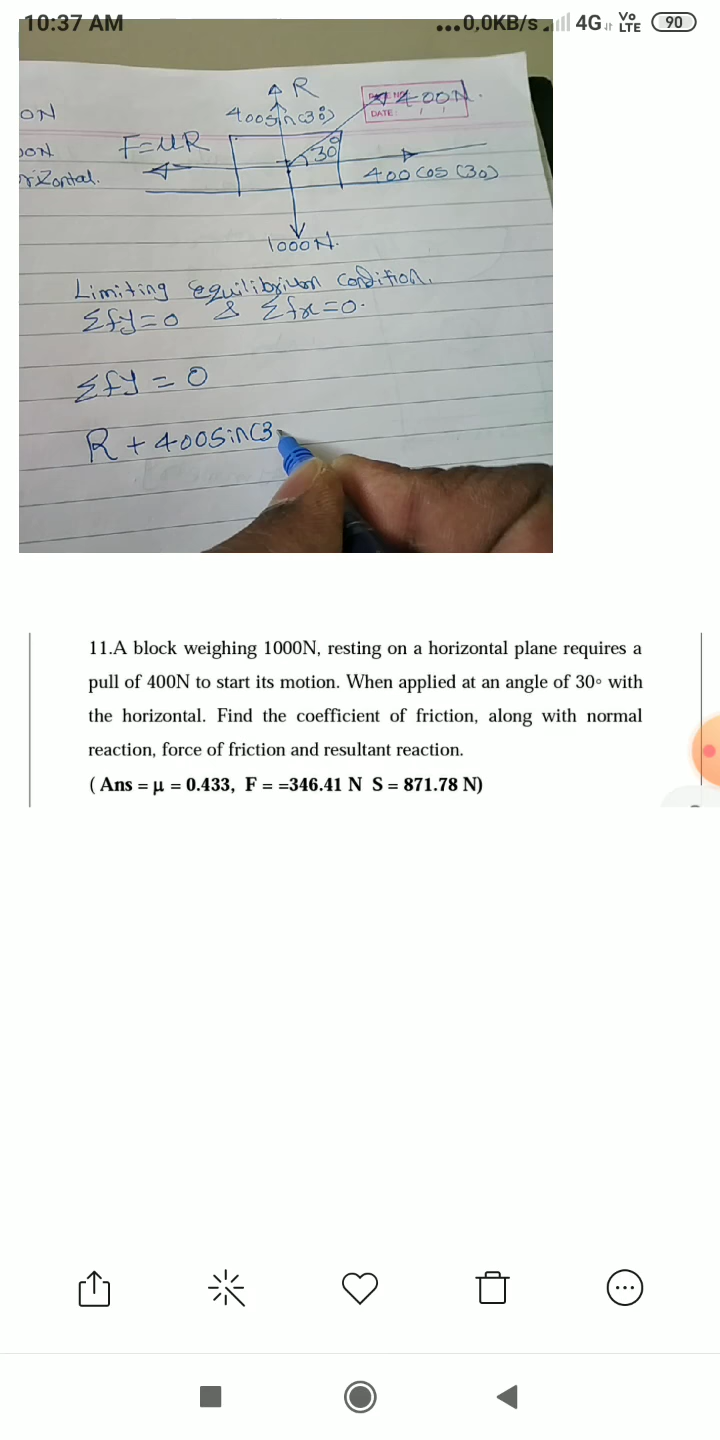 10:37 AM ...0,0KB/s 4G Vo LTE 90
R
400N.
DATE:
ON
400sin(30)
F=μR
30°
ON
rizontal.
400 cos (30)
1000N.
Limiting Equilibrium Condition.
Σfy=0 & Σfx=0.
Σfy = 0
R + 400Sin(3
11.A block weighing 1000N, resting on a horizontal plane requires a
pull of 400N to start its motion. When applied at an angle of 30° with
the horizontal. Find the coefficient of friction, along with normal
reaction, force of friction and resultant reaction.
( Ans = μ = 0.433, F = =346.41 N S = 871.78 N)